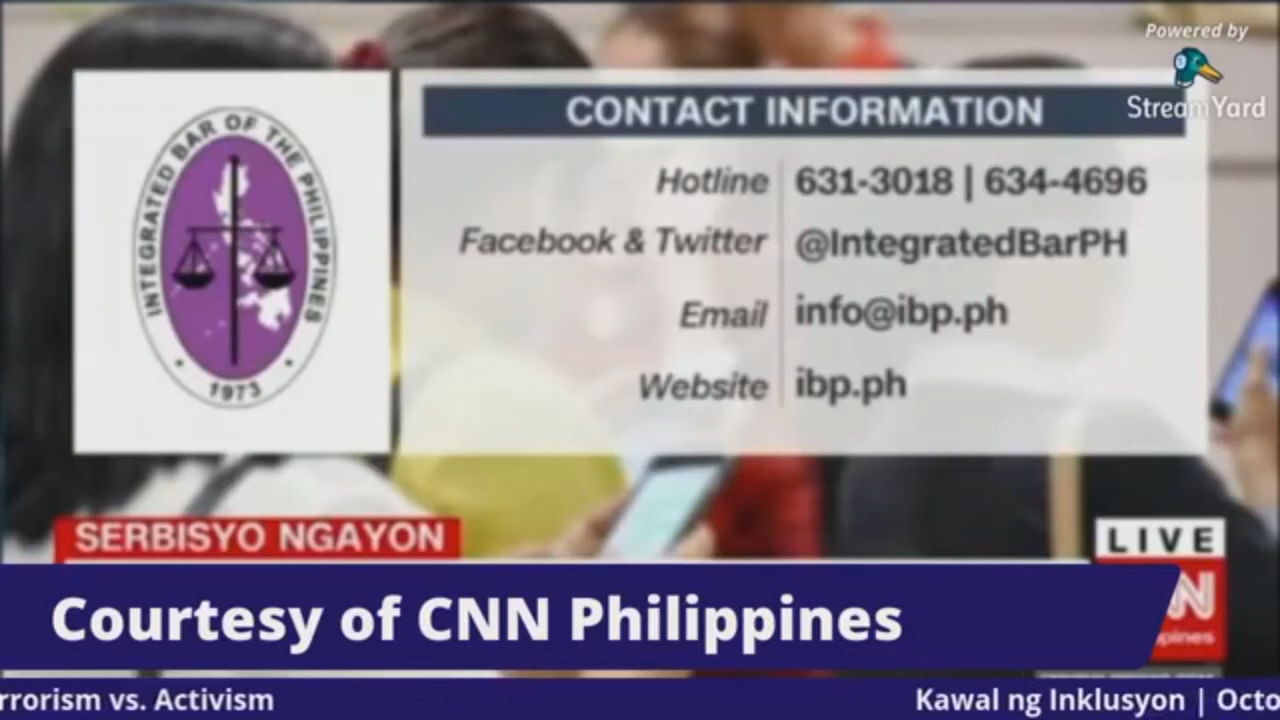 Powered by
StreamYard
INTEGRATED BAR OF THE PHILIPPINES
1973
CONTACT INFORMATION
Hotline 631-3018 | 634-4696
Facebook & Twitter @IntegratedBarPH
Email info@ibp.ph
Website ibp.ph
SERBISYO NGAYON
LIVE
Courtesy of CNN Philippines
rrorism vs. Activism Kawal ng Inklusyon | Octo